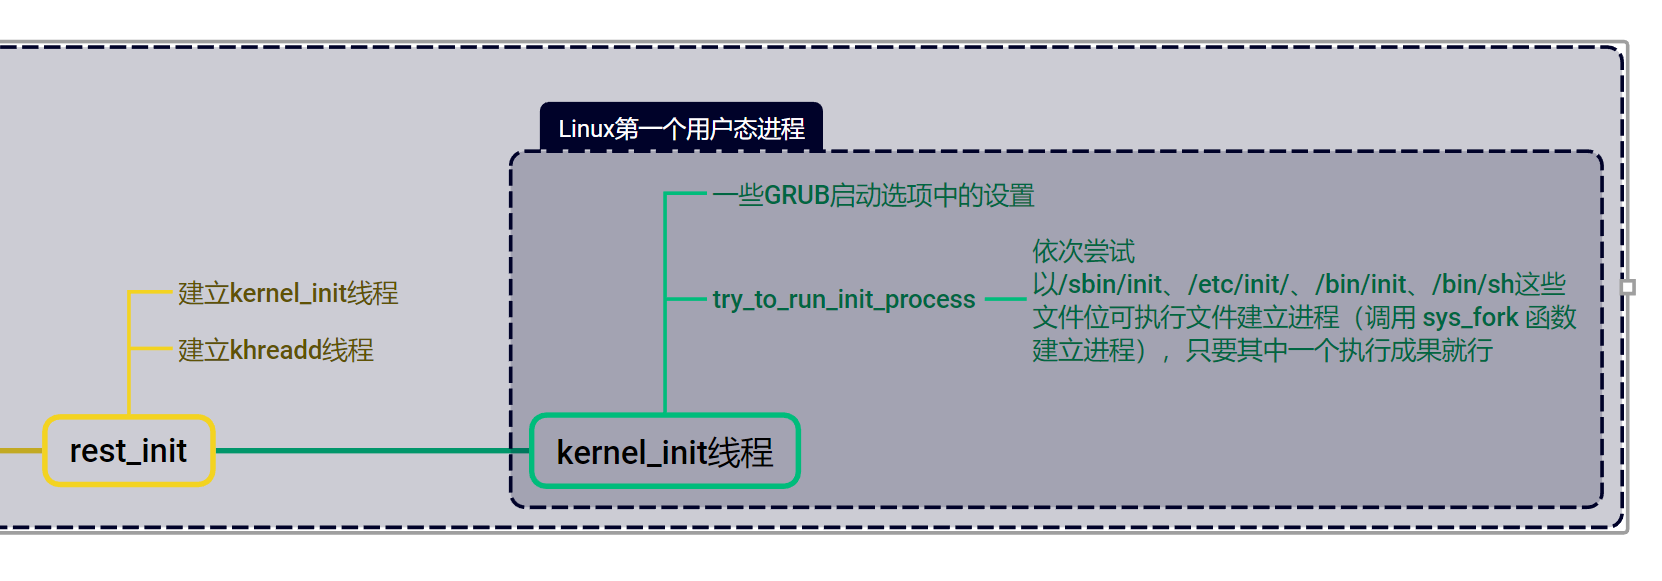 Linux第一个用户态进程
一些GRUB启动选项中的设置
依次尝试
以/sbin/init、/etc/init/、/bin/init、/bin/sh这些
文件位可执行文件建立进程（调用 sys_fork 函数
建立进程），只要其中一个执行成果就行
try_to_run_init_process
建立kernel_init线程
建立khreadd线程
rest_init
kernel_init线程